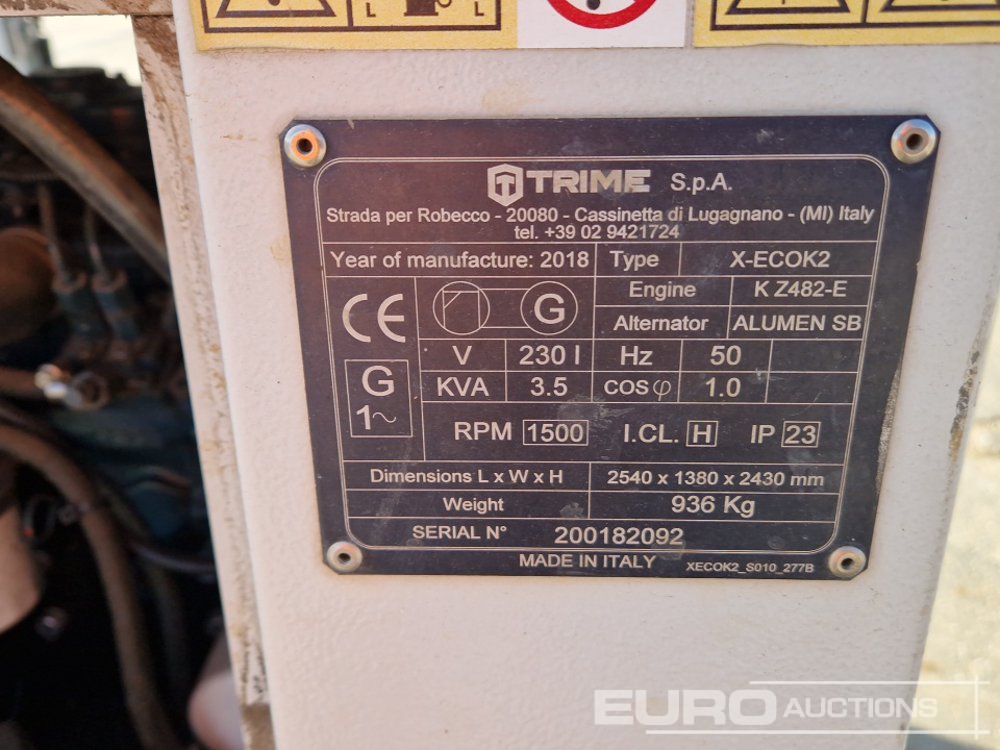 L L
TRIME S.p.A.
Strada per Robecco - 20080 - Cassinetta di Lugagnano - (MI) Italy
tel. +39 02 9421724
Year of manufacture: 2018 Type X-ECOK2
Engine K Z482-E
CE G
Alternator ALUMEN SB
V 230 I Hz 50
KVA 3.5 COS φ 1.0
G
1~
RPM 1500 I.CL. H IP 23
Dimensions L x W x H 2540 x 1380 x 2430 mm
Weight 936 Kg
SERIAL N° 200182092
MADE IN ITALY XECOK2_S010_277B
EURO AUCTIONS